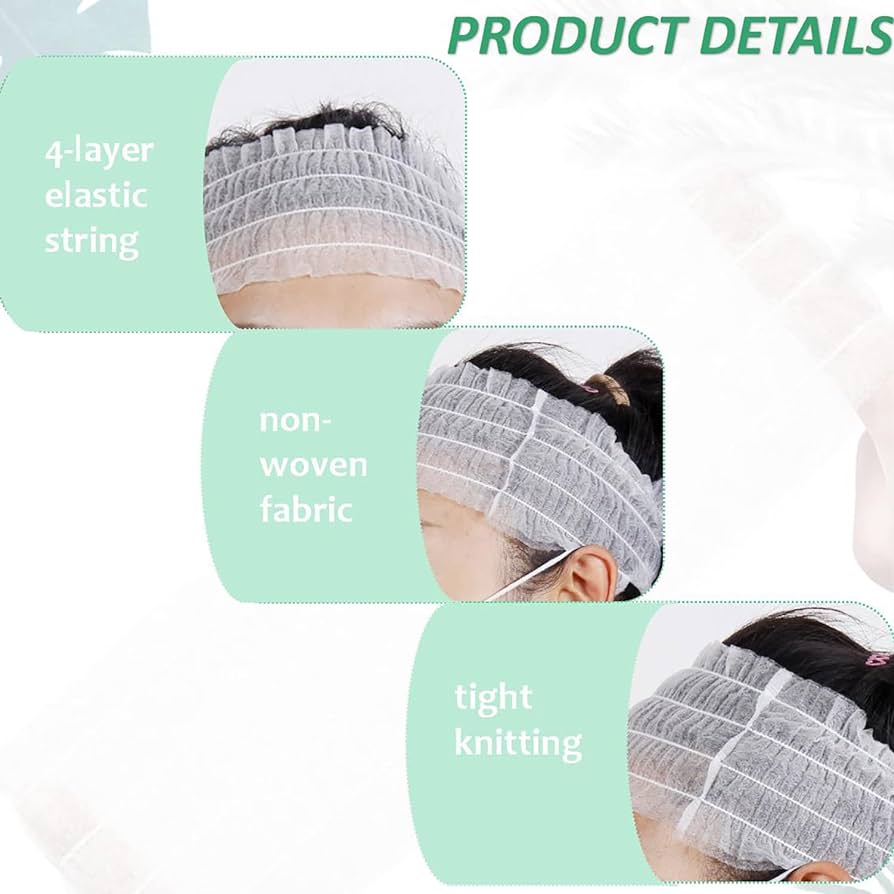 PRODUCT DETAILS
4-layer
elastic
string
non-
woven
fabric
tight
knitting